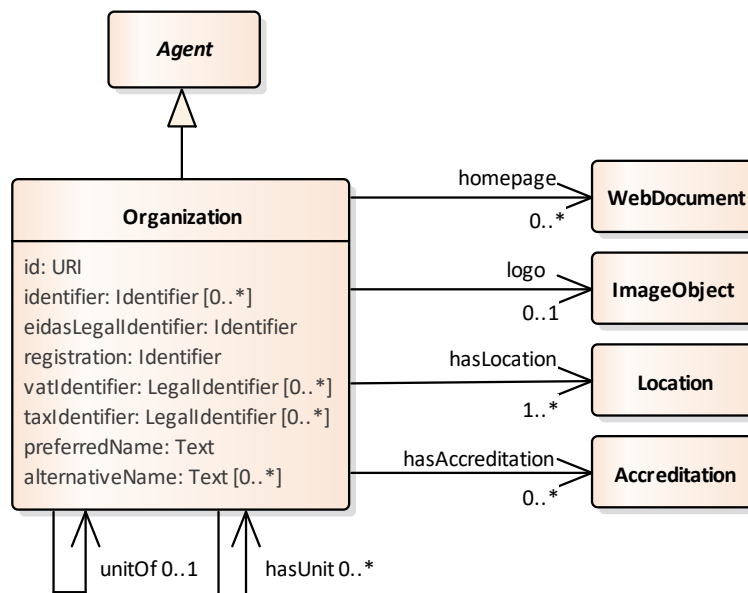 Agent
Organization
id: URI
identifier: Identifier [0..*]
eidasLegalIdentifier: Identifier
registration: Identifier
vatIdentifier: LegalIdentifier [0..*]
taxIdentifier: LegalIdentifier [0..*]
preferredName: Text
alternativeName: Text [0..*]
homepage
0..*
WebDocument
logo
0..1
ImageObject
hasLocation
1..*
Location
hasAccreditation
0..*
Accreditation
unitOf 0..1
hasUnit 0..*